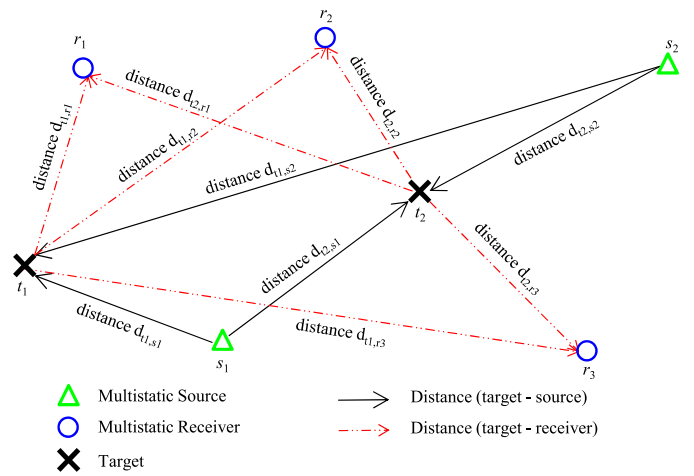 r2
r1
s2
distance dt2,r1
distance dt2,r2
distance dt1,r1
distance dt1,r2
distance dt2,s2
distance dt1,s2
t2
distance dt2,s1
distance dt2,r3
t1
distance dt1,s1
distance dt1,r3
s1
r3
Multistatic Source
Distance (target - source)
Multistatic Receiver
Distance (target - receiver)
Target